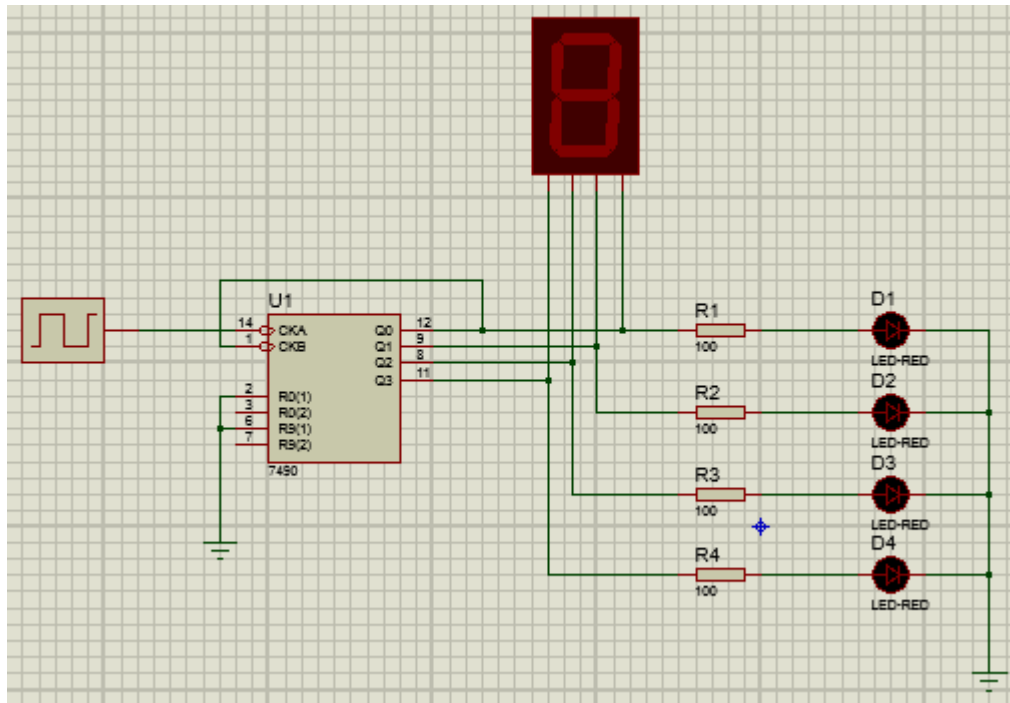 U1
14 CKA Q0 12
1 CKB Q1 9
Q2 8
Q3 11
2 R0(1)
3 R0(2)
6 R9(1)
7 R9(2)
7490
R1
100
D1
LED-RED
R2
100
D2
LED-RED
R3
100
D3
LED-RED
R4
100
D4
LED-RED